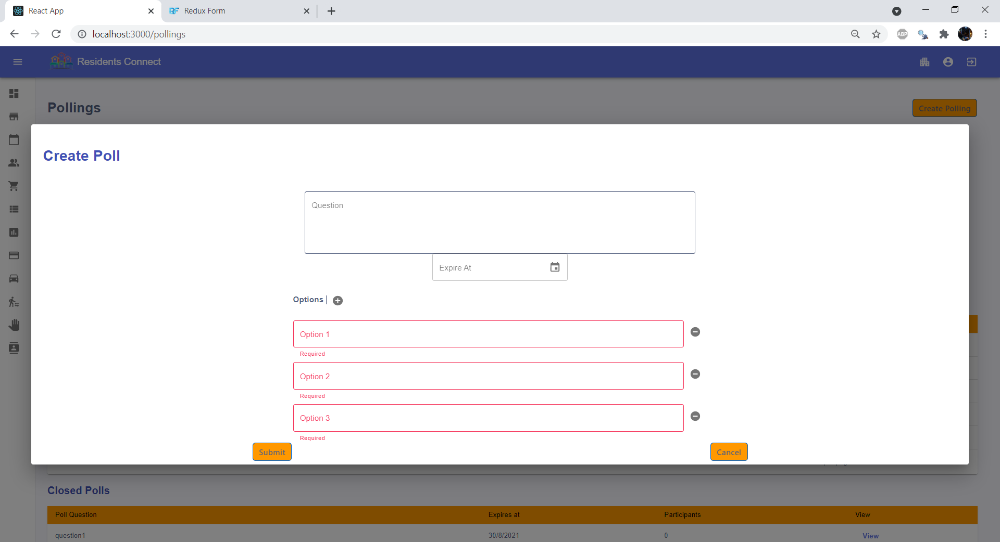 React App
Redux Form
localhost:3000/pollings
ABP
Residents Connect
Pollings
Create Polling
Create Poll
Question
Expire At
Options
Option 1
Required
Option 2
Required
Option 3
Required
Submit
Cancel
Closed Polls
Poll Question Expires at Participants View
question1 30/8/2021 0 View